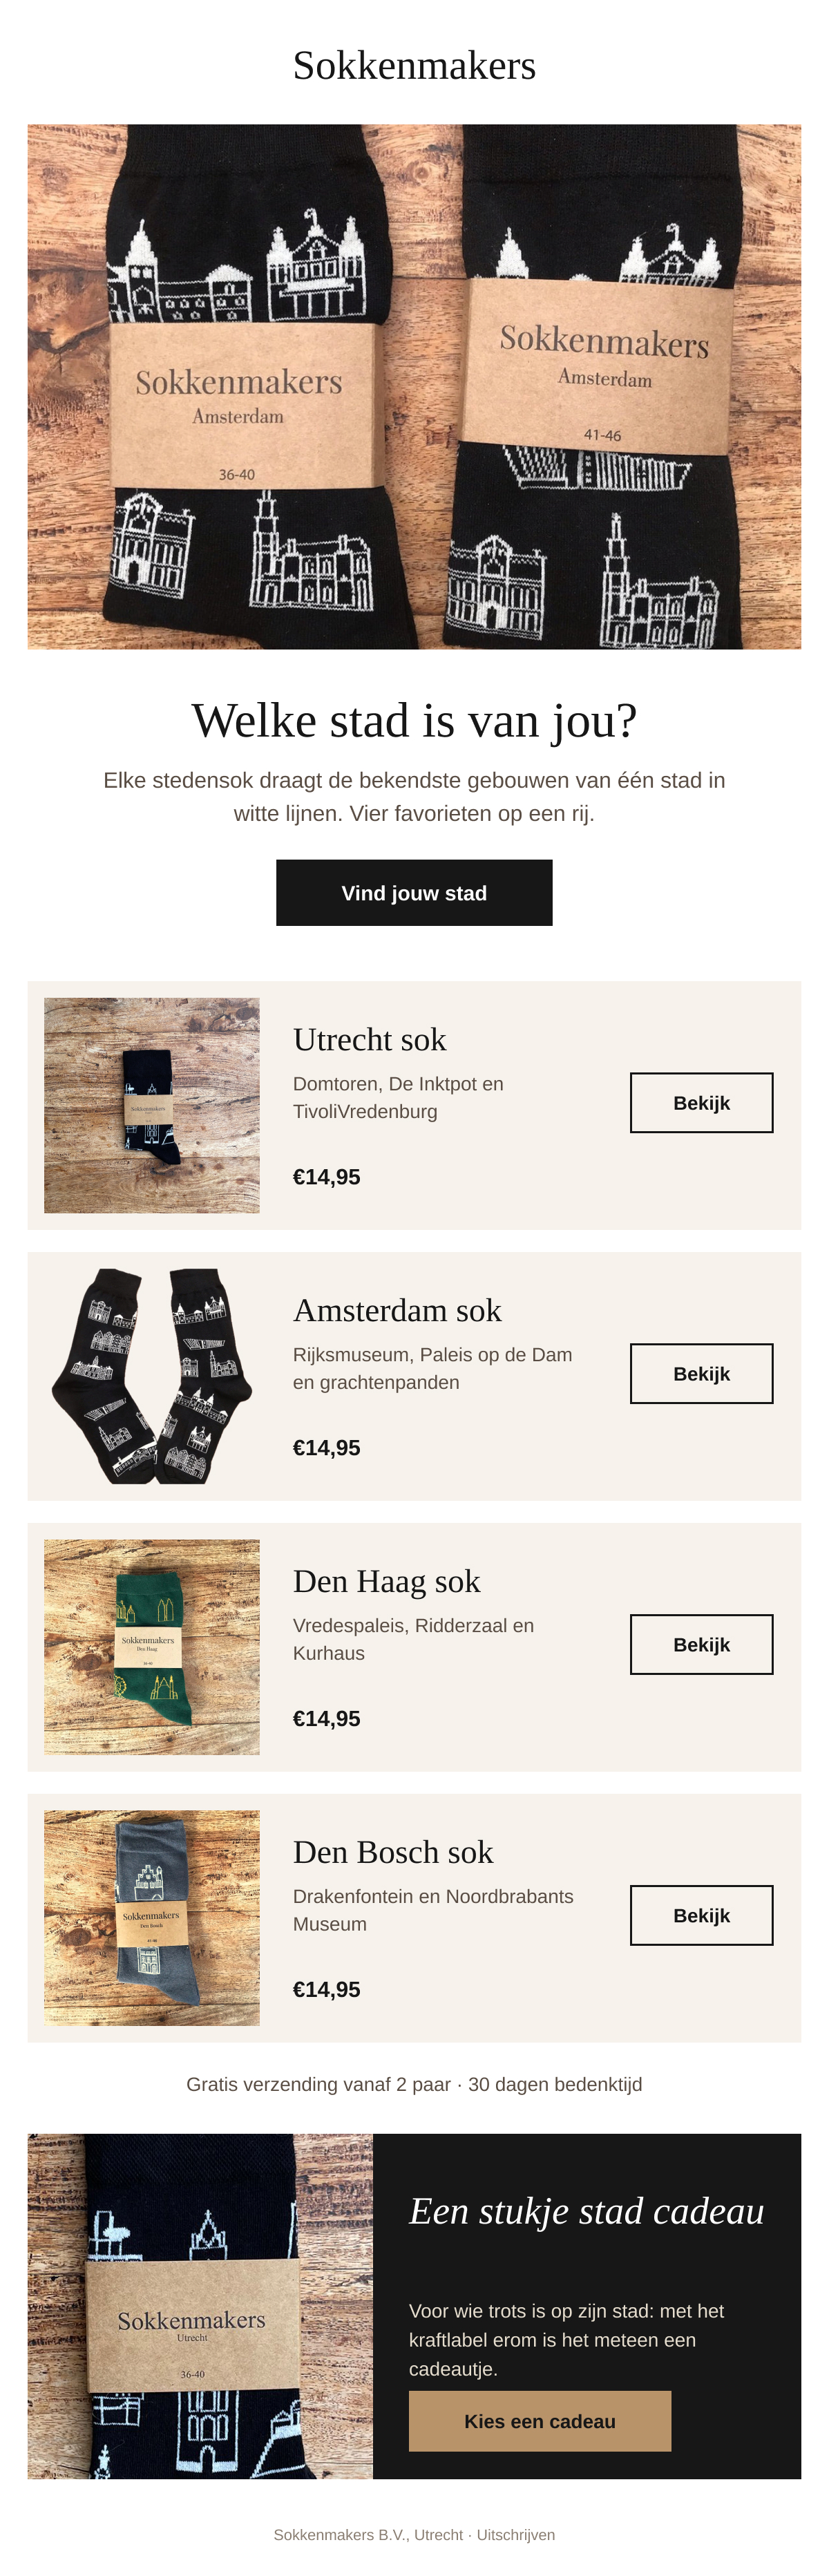 Sokkenmakers
Sokkenmakers
Amsterdam
36-40
Sokkenmakers
Amsterdam
41-46
Welke stad is van jou?
Elke stedensok draagt de bekendste gebouwen van één stad in
witte lijnen. Vier favorieten op een rij.
Vind jouw stad
Sokkenmakers
Utrecht sok
Domtoren, De Inktpot en
TivoliVredenburg
€14,95
Bekijk
Amsterdam sok
Rijksmuseum, Paleis op de Dam
en grachtenpanden
€14,95
Bekijk
Sokkenmakers
Den Haag
36-40
Den Haag sok
Vredespaleis, Ridderzaal en
Kurhaus
€14,95
Bekijk
Sokkenmakers
Den Bosch
Den Bosch sok
Drakenfontein en Noordbrabants
Museum
€14,95
Bekijk
Gratis verzending vanaf 2 paar · 30 dagen bedenktijd
Sokkenmakers
Utrecht
36-40
Een stukje stad cadeau
Voor wie trots is op zijn stad: met het
kraftlabel erom is het meteen een
cadeautje.
Kies een cadeau
Sokkenmakers B.V., Utrecht · Uitschrijven